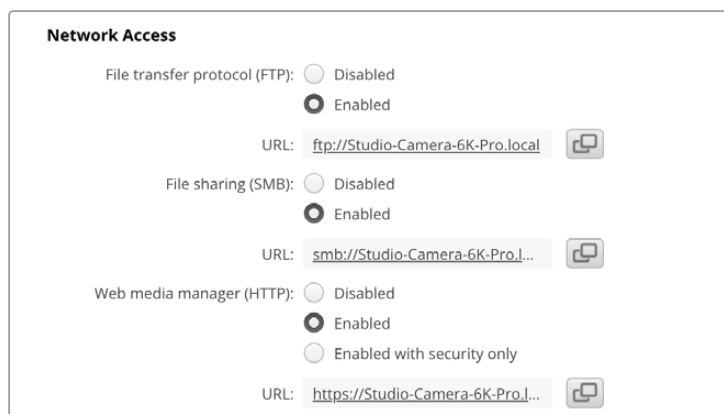 Network Access
File transfer protocol (FTP): Disabled
Enabled
URL: ftp://Studio-Camera-6K-Pro.local
File sharing (SMB): Disabled
Enabled
URL: smb://Studio-Camera-6K-Pro.l...
Web media manager (HTTP): Disabled
Enabled
Enabled with security only
URL: https://Studio-Camera-6K-Pro.l...